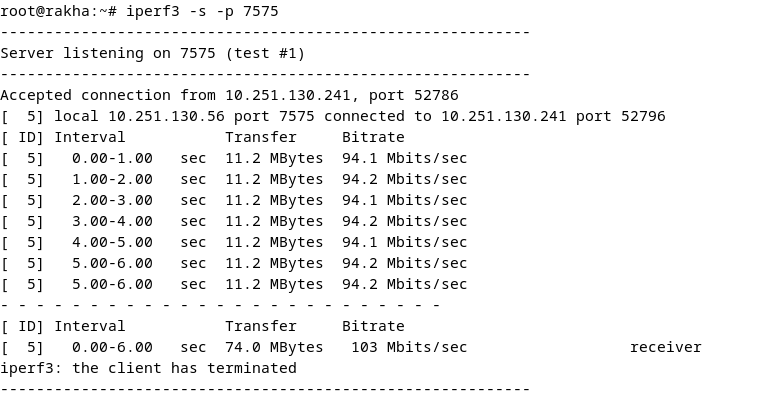 root@rakha:~# iperf3 -s -p 7575
-----------------------------------------------------------
Server listening on 7575 (test #1)
-----------------------------------------------------------
Accepted connection from 10.251.130.241, port 52786
[  5] local 10.251.130.56 port 7575 connected to 10.251.130.241 port 52796
[ ID] Interval           Transfer     Bitrate
[  5]   0.00-1.00   sec  11.2 MBytes  94.1 Mbits/sec
[  5]   1.00-2.00   sec  11.2 MBytes  94.2 Mbits/sec
[  5]   2.00-3.00   sec  11.2 MBytes  94.1 Mbits/sec
[  5]   3.00-4.00   sec  11.2 MBytes  94.2 Mbits/sec
[  5]   4.00-5.00   sec  11.2 MBytes  94.1 Mbits/sec
[  5]   5.00-6.00   sec  11.2 MBytes  94.2 Mbits/sec
[  5]   5.00-6.00   sec  11.2 MBytes  94.2 Mbits/sec
- - - - - - - - - - - - - - - - - - - - - - - - -
[ ID] Interval           Transfer     Bitrate
[  5]   0.00-6.00   sec  74.0 MBytes   103 Mbits/sec                  receiver
iperf3: the client has terminated
-----------------------------------------------------------